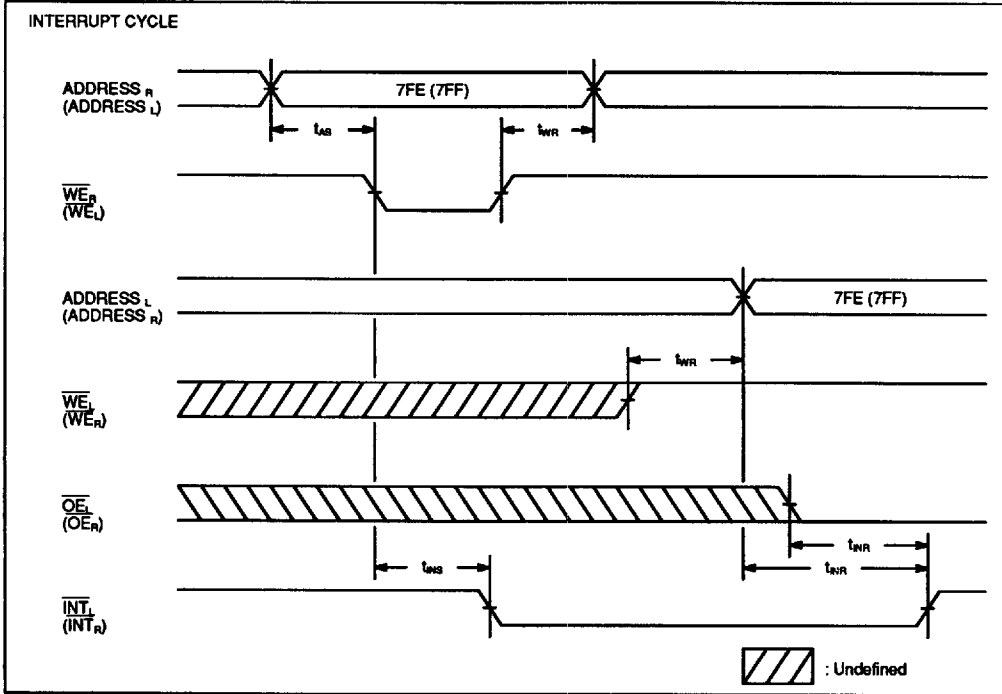 INTERRUPT CYCLE
ADDRESS R
(ADDRESS L)
7FE (7FF)
tAS
tWR
WER
(WEL)
ADDRESS L
(ADDRESS R)
7FE (7FF)
tWR
WEL
(WER)
OEL
(OER)
tINR
tINR
tINS
INTL
(INTR)
: Undefined